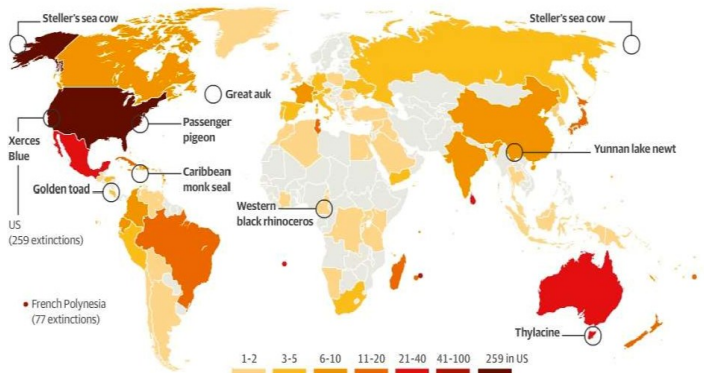 Steller's sea cow
Steller's sea cow
Great auk
Passenger
pigeon
Xerces
Blue
Yunnan lake newt
Caribbean
monk seal
Golden toad
Western
black rhinoceros
US
(259 extinctions)
French Polynesia
(77 extinctions)
Thylacine
1-2 3-5 6-10 11-20 21-40 41-100 259 in US